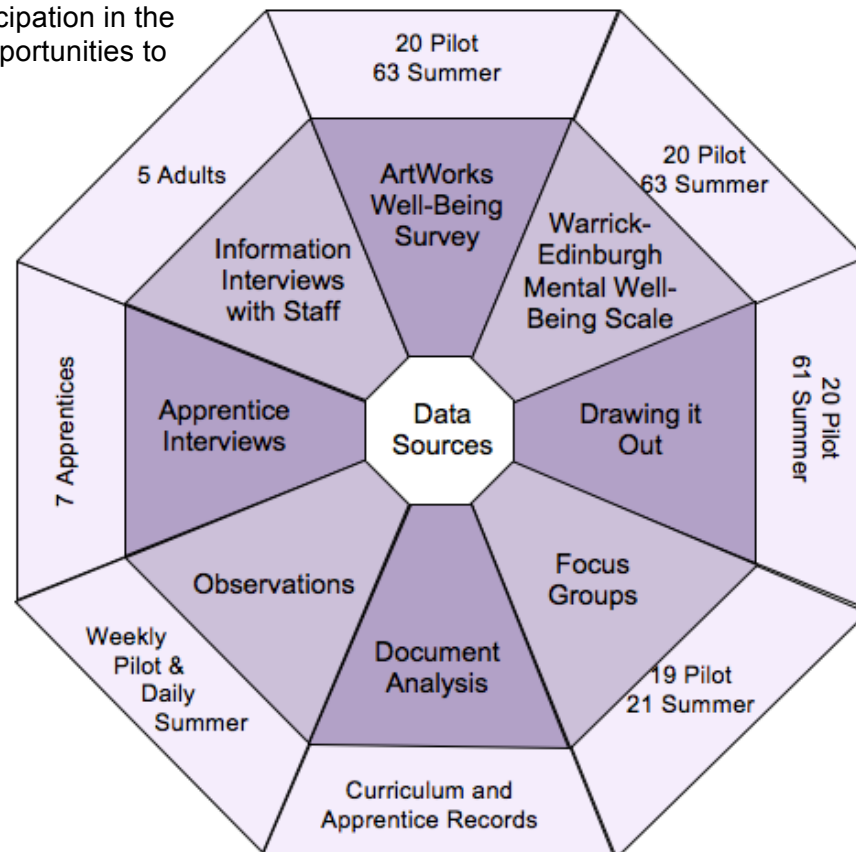 cipation in the
portunities to
20 Pilot
63 Summer
20 Pilot
63 Summer
20 Pilot
61 Summer
19 Pilot
21 Summer
Curriculum and
Apprentice Records
Weekly
Pilot &
Daily
Summer
7 Apprentices
5 Adults
ArtWorks
Well-Being
Survey
Warrick-
Edinburgh
Mental Well-
Being Scale
Drawing it
Out
Focus
Groups
Document
Analysis
Observations
Apprentice
Interviews
Information
Interviews
with Staff
Data
Sources